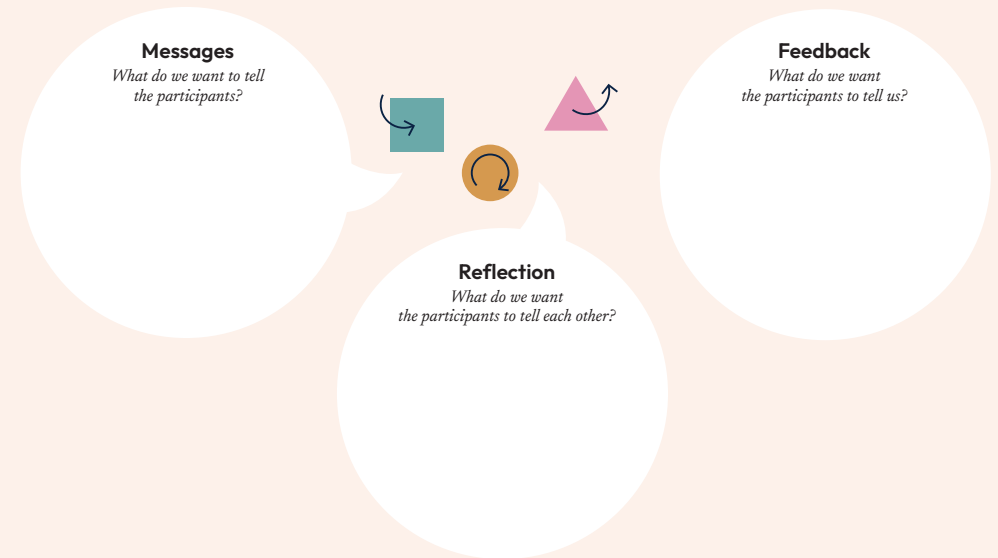 Messages
What do we want to tell
the participants?
Feedback
What do we want
the participants to tell us?
Reflection
What do we want
the participants to tell each other?